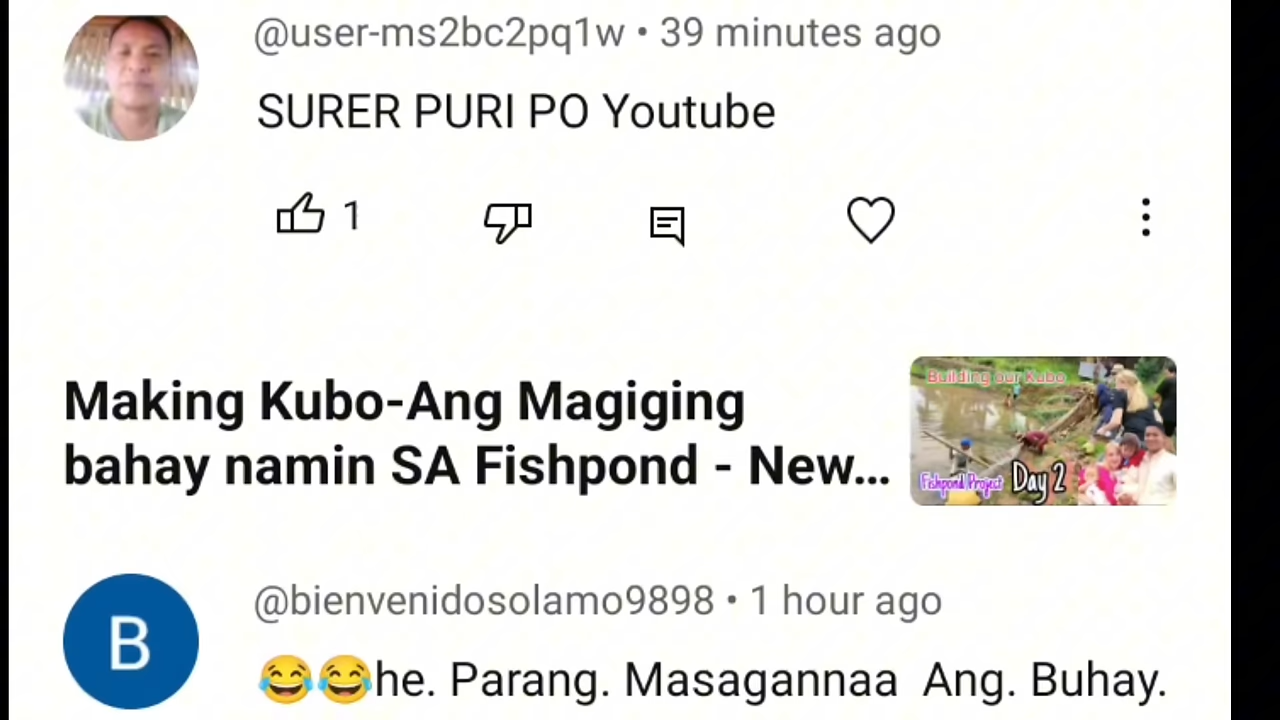 @user-ms2bc2pq1w • 39 minutes ago
SURER PURI PO Youtube
1
Making Kubo-Ang Magiging
bahay namin SA Fishpond - New...
Building our Kubo
Fishpond Project Day 2
B
@bienvenidosolamo9898 • 1 hour ago
😂😂he. Parang. Masagannaa  Ang. Buhay.